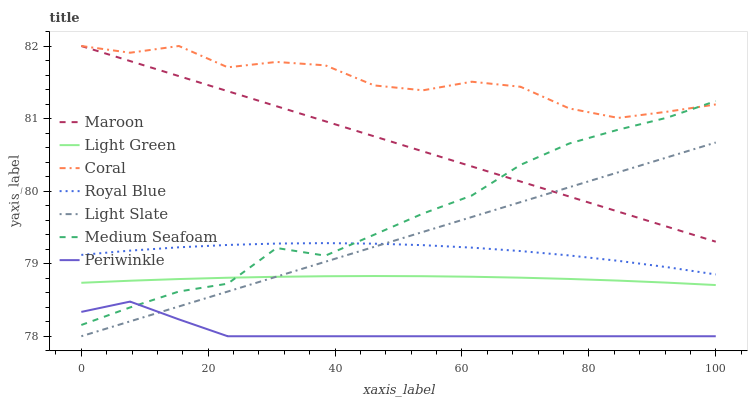 title
82
81
80
79
78
yaxis_label
Maroon
Light Green
Coral
Royal Blue
Light Slate
Medium Seafoam
Periwinkle
0 20 40 60 80 100
xaxis_label